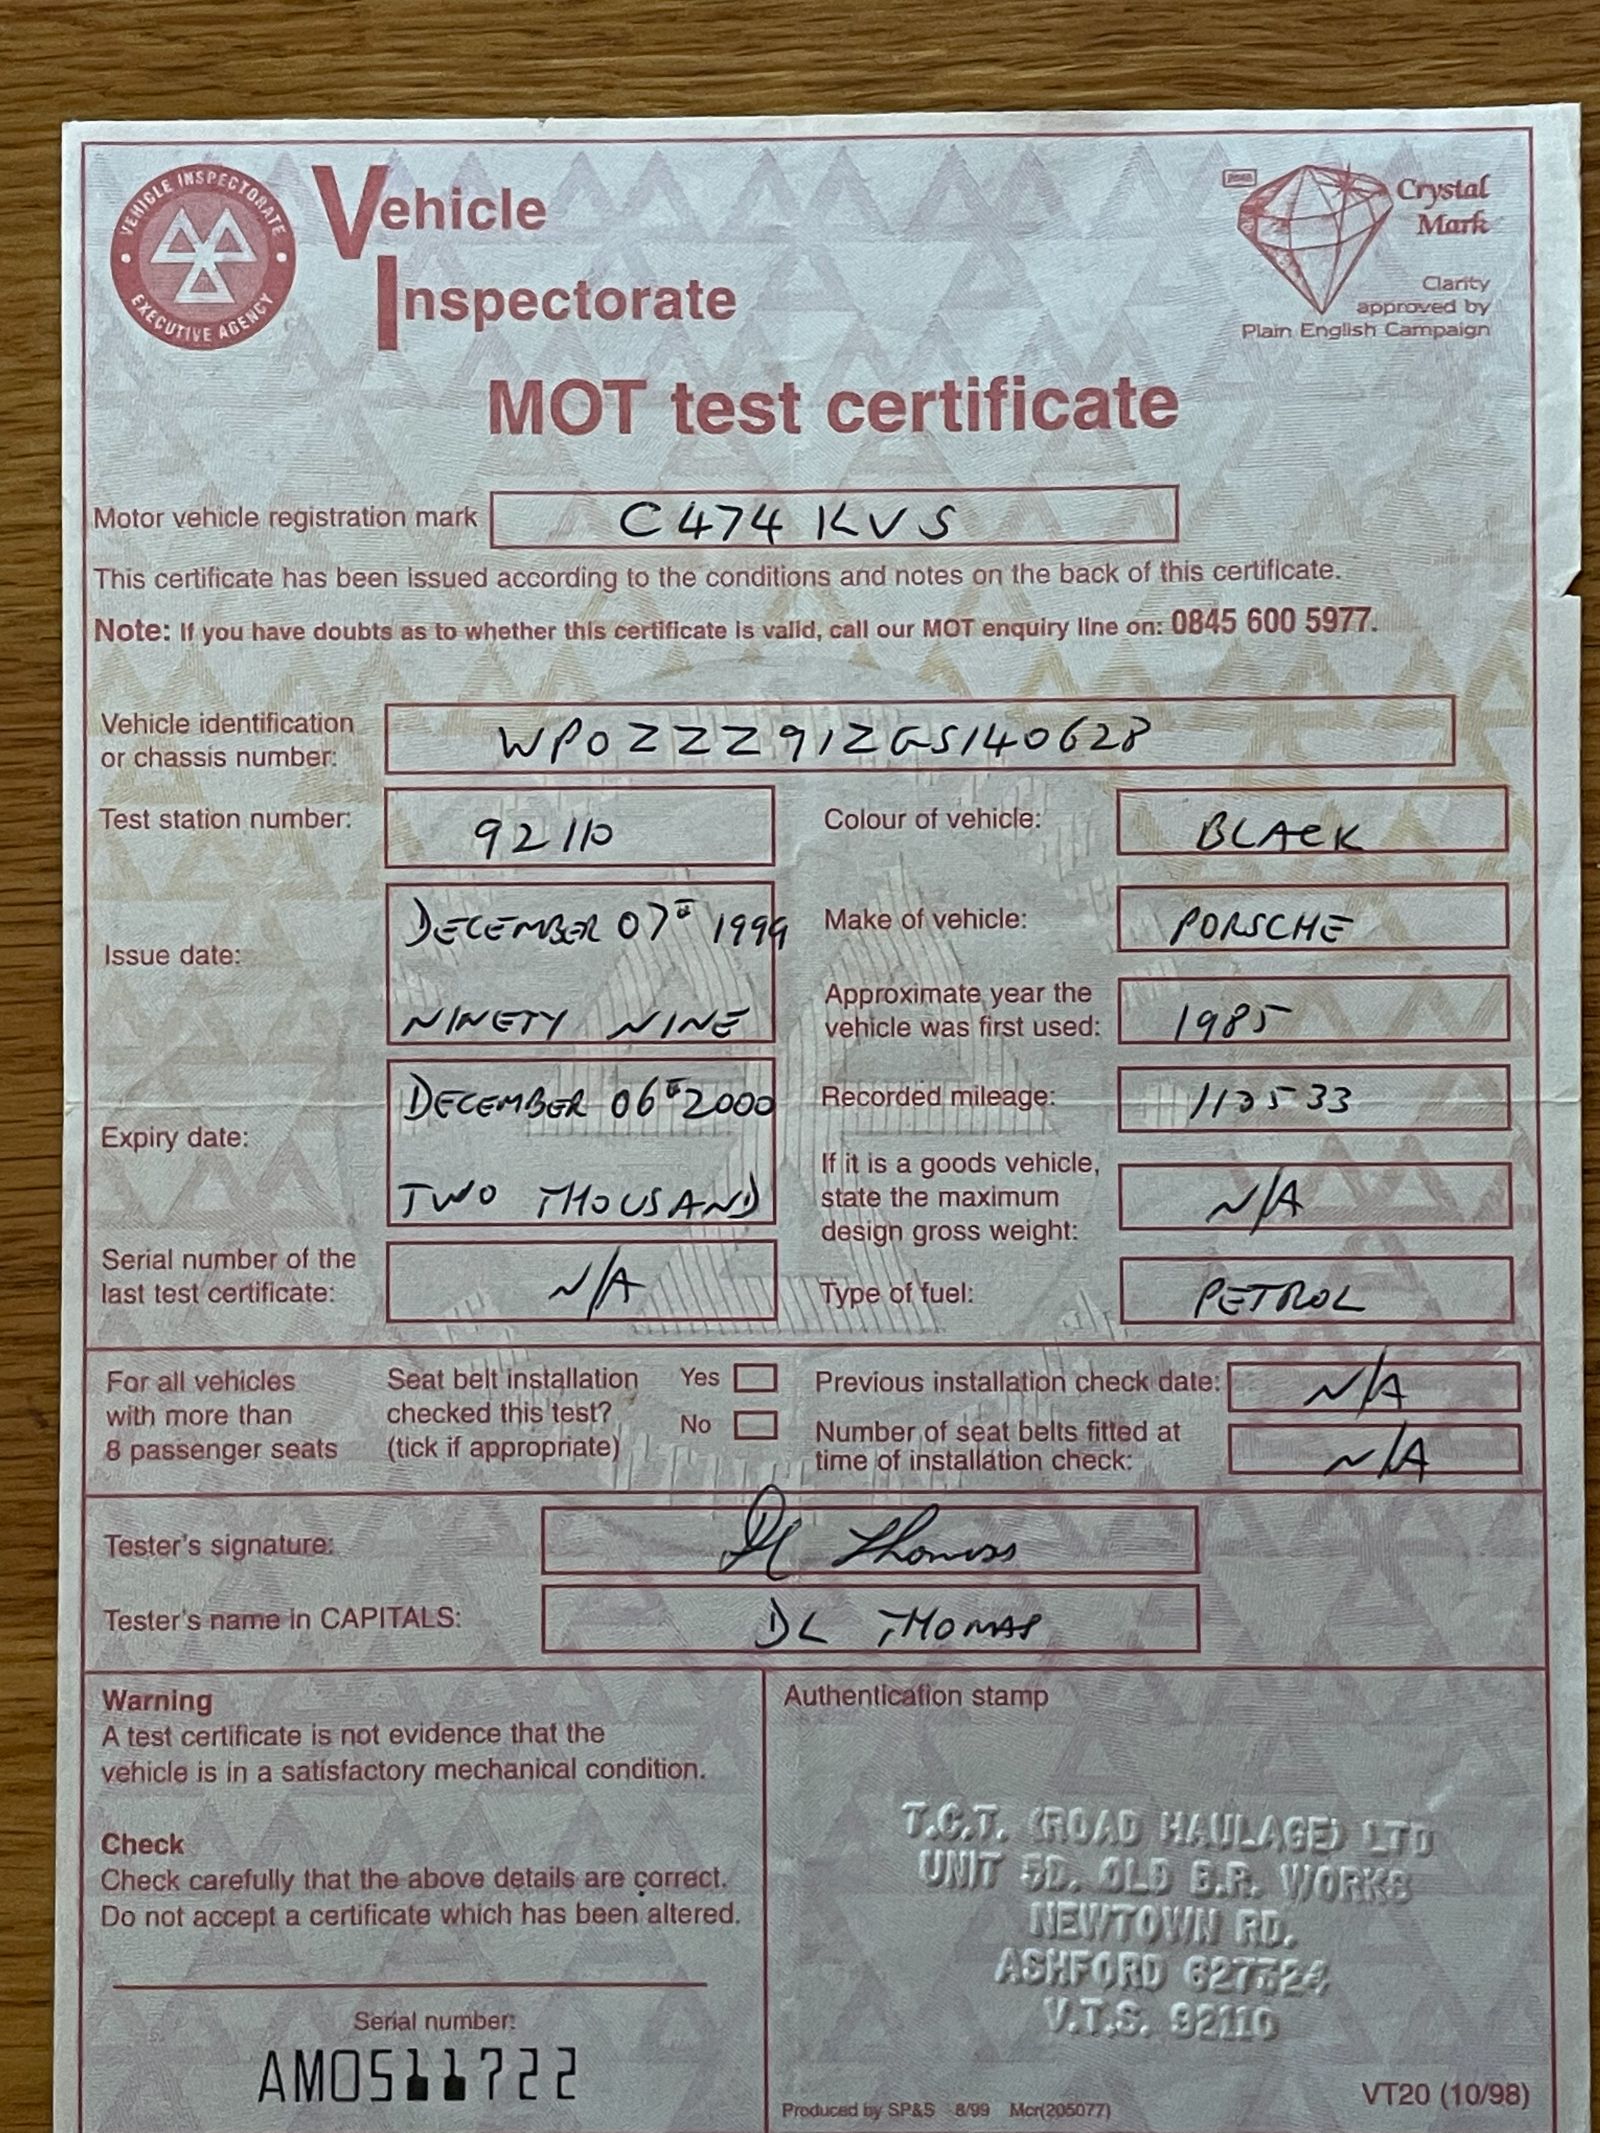 VEHICLE INSPECTORATE
EXECUTIVE AGENCY
Vehicle
Inspectorate
Crystal
Mark
Clarity
approved by
Plain English Campaign
MOT test certificate
Motor vehicle registration mark C474 KVS
This certificate has been issued according to the conditions and notes on the back of this certificate.
Note: If you have doubts as to whether this certificate is valid, call our MOT enquiry line on: 0845 600 5977.
Vehicle identification
or chassis number: WP0ZZZ91ZGS140628
Test station number: 92110
Colour of vehicle: BLACK
Issue date: DECEMBER 07TH 1999
NINETY NINE
Make of vehicle: PORSCHE
Approximate year the
vehicle was first used: 1985
Expiry date: DECEMBER 06TH 2000
TWO THOUSAND
Recorded mileage:
If it is a goods vehicle,
state the maximum
design gross weight: N/A
Serial number of the
last test certificate: N/A
Type of fuel: PETROL
For all vehicles
with more than
8 passenger seats
Seat belt installation
checked this test?
(tick if appropriate)
Yes
No
Previous installation check date: N/A
Number of seat belts fitted at
time of installation check: N/A
Tester's signature: DL Thomas
Tester's name in CAPITALS: DL THOMAS
Warning
A test certificate is not evidence that the
vehicle is in a satisfactory mechanical condition.
Check
Check carefully that the above details are correct.
Do not accept a certificate which has been altered.
Serial number:
AM0511722
Authentication stamp
T.C.T. (ROAD HAULAGE) LTD
UNIT 5D. OLD B.R. WORKS
NEWTOWN RD.
ASHFORD 627324
V.T.S. 92110
Produced by SP&S 8/99 Mcr(205077)
VT20 (10/98)